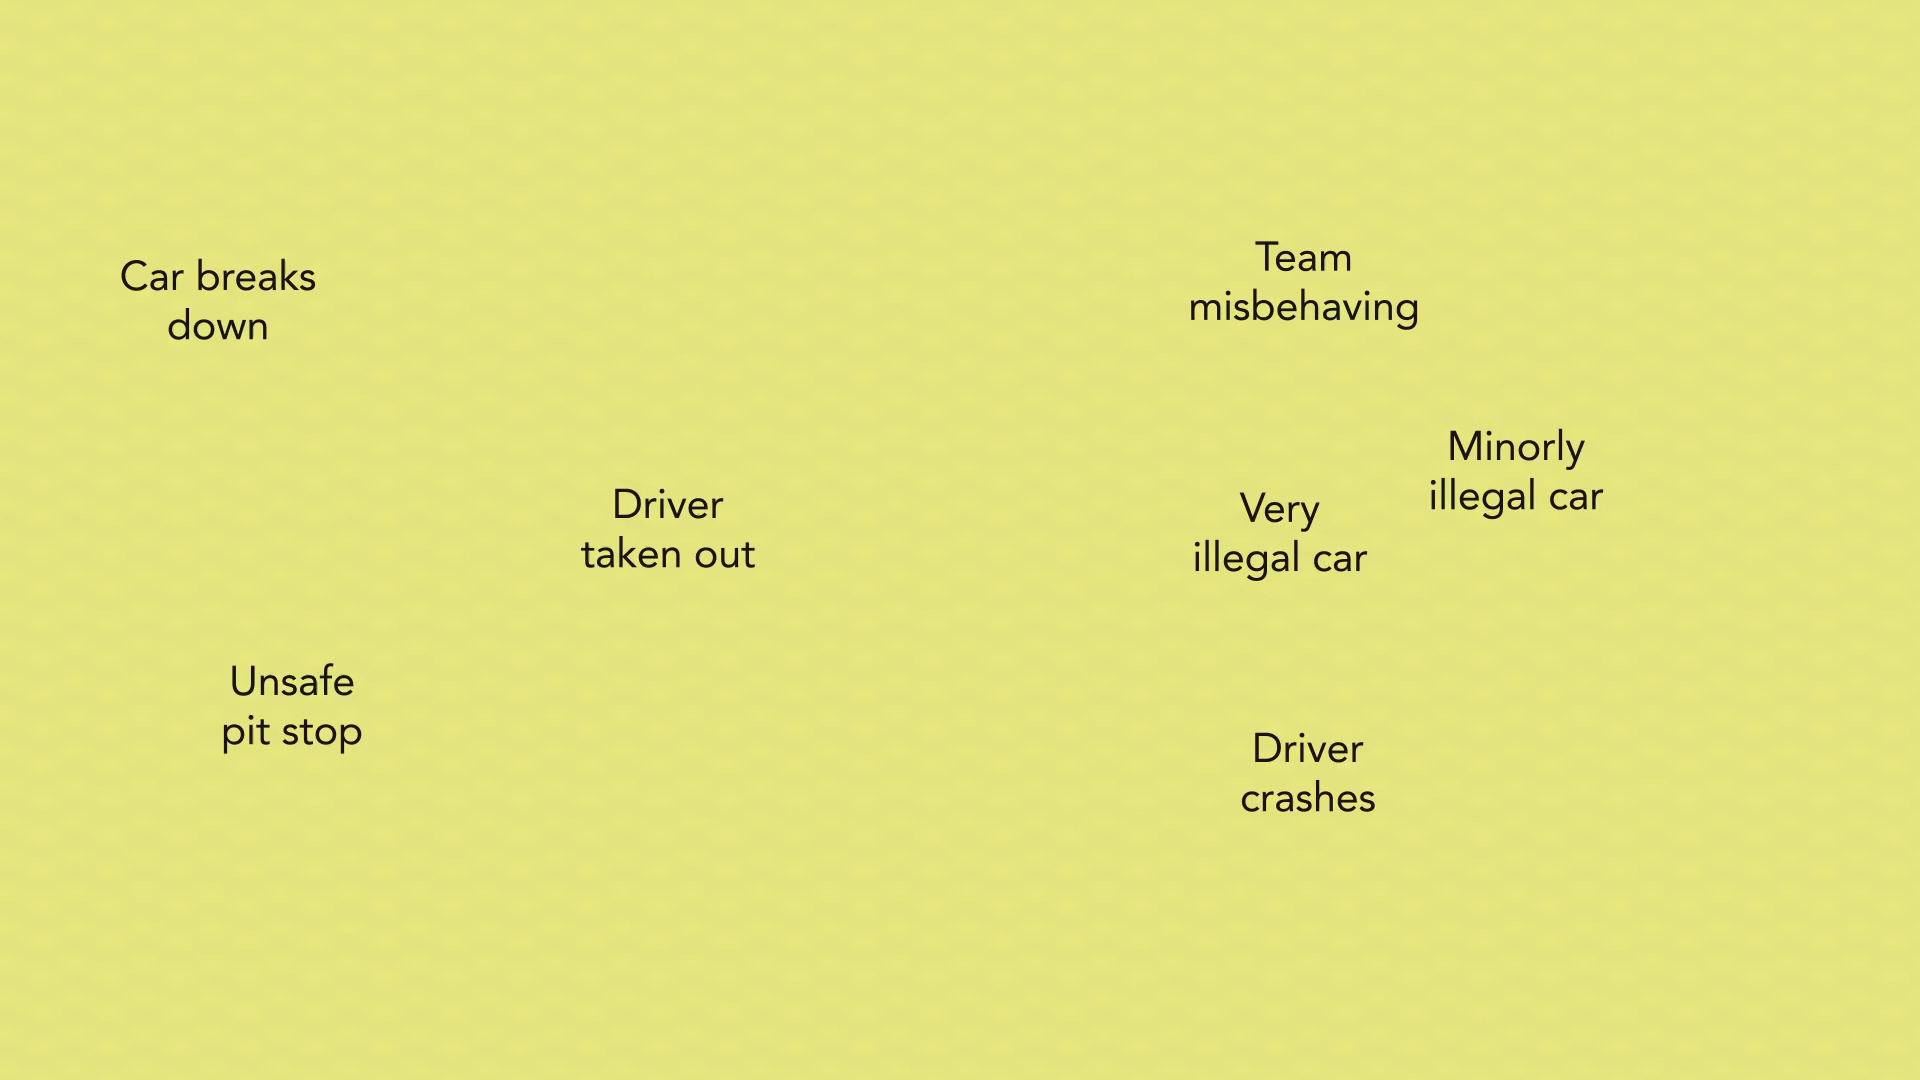 Car breaks
down
Team
misbehaving
Minorly
illegal car
Driver
taken out
Very
illegal car
Unsafe
pit stop
Driver
crashes